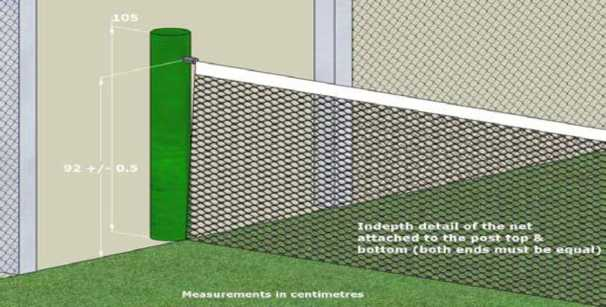 105
92 +/- 0.5
Indepth detail of the net
attached to the post top &
bottom (both ends must be equal)
Measurements in centimetres